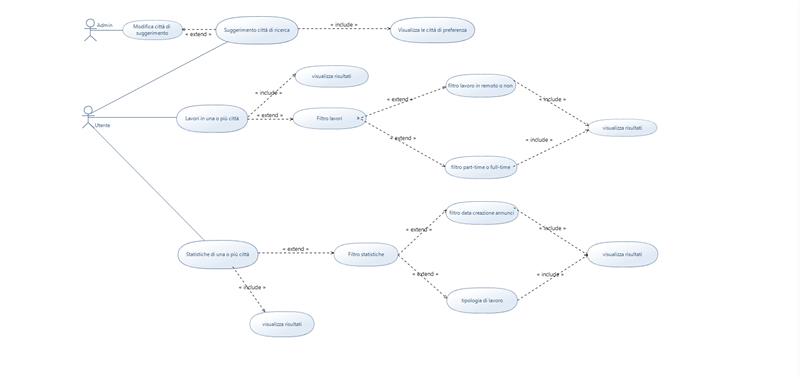 Admin
Modifica città di
suggerimento
« extend »
Suggerimento città di ricerca
« include »
Visualizza le città di preferenza
Utente
« include »
visualizza risultati
Lavori in una o più città
« extend »
Filtro lavori
« extend »
filtro lavoro in remoto o non
« include »
« extend »
filtro part-time o full-time
« include »
visualizza risultati
Statistiche di una o più città
« extend »
Filtro statistiche
« extend »
filtro data creazione annunci
« include »
« extend »
tipologia di lavoro
« include »
visualizza risultati
« include »
visualizza risultati